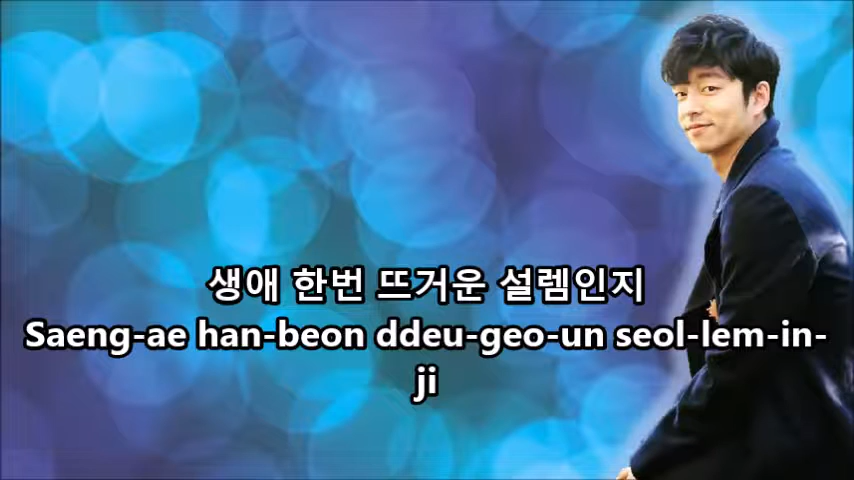 생애 한번 뜨거운 설렘인지
Saeng-ae han-beon ddeu-geo-un seol-lem-in-
ji